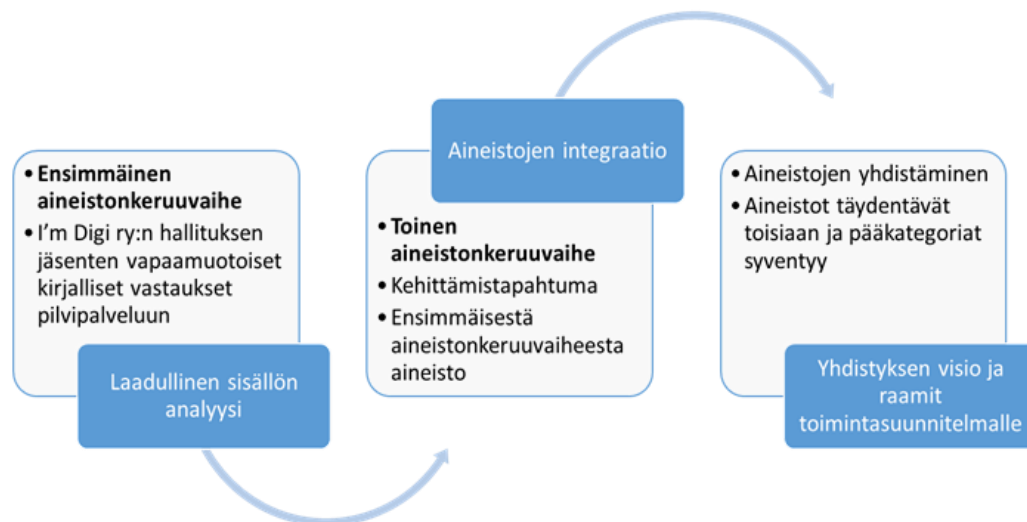 • Ensimmäinen
aineistonkeruuvaihe
• I'm Digi ry:n hallituksen
jäsenten vapaamuotoiset
kirjalliset vastaukset
pilvipalveluun
Laadullinen sisällön
analyysi
Aineistojen integraatio
• Toinen
aineistonkeruuvaihe
• Kehittämistapahtuma
• Ensimmäisestä
aineistonkeruuvaiheesta
aineisto
• Aineistojen yhdistäminen
• Aineistot täydentävät
toisiaan ja pääkategoriat
syventyy
Yhdistyksen visio ja
raamit
toimintasuunnitelmalle